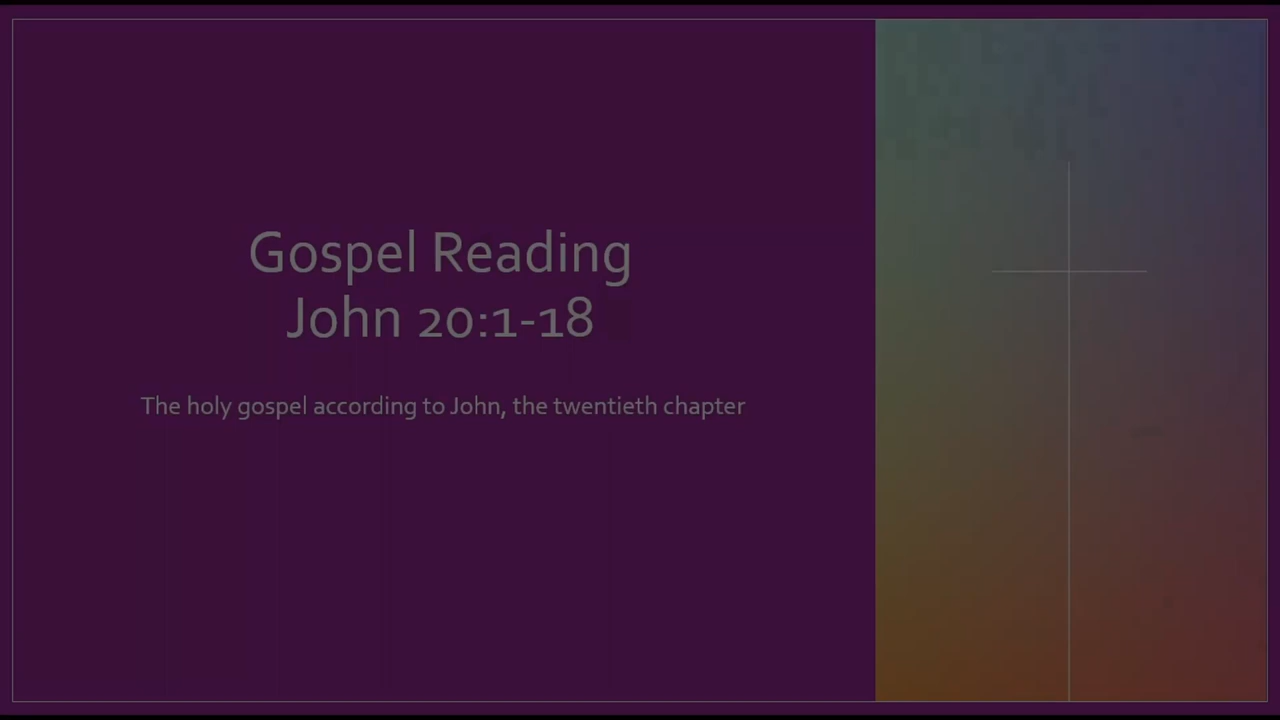 Gospel Reading
John 20:1-18
The holy gospel according to John, the twentieth chapter